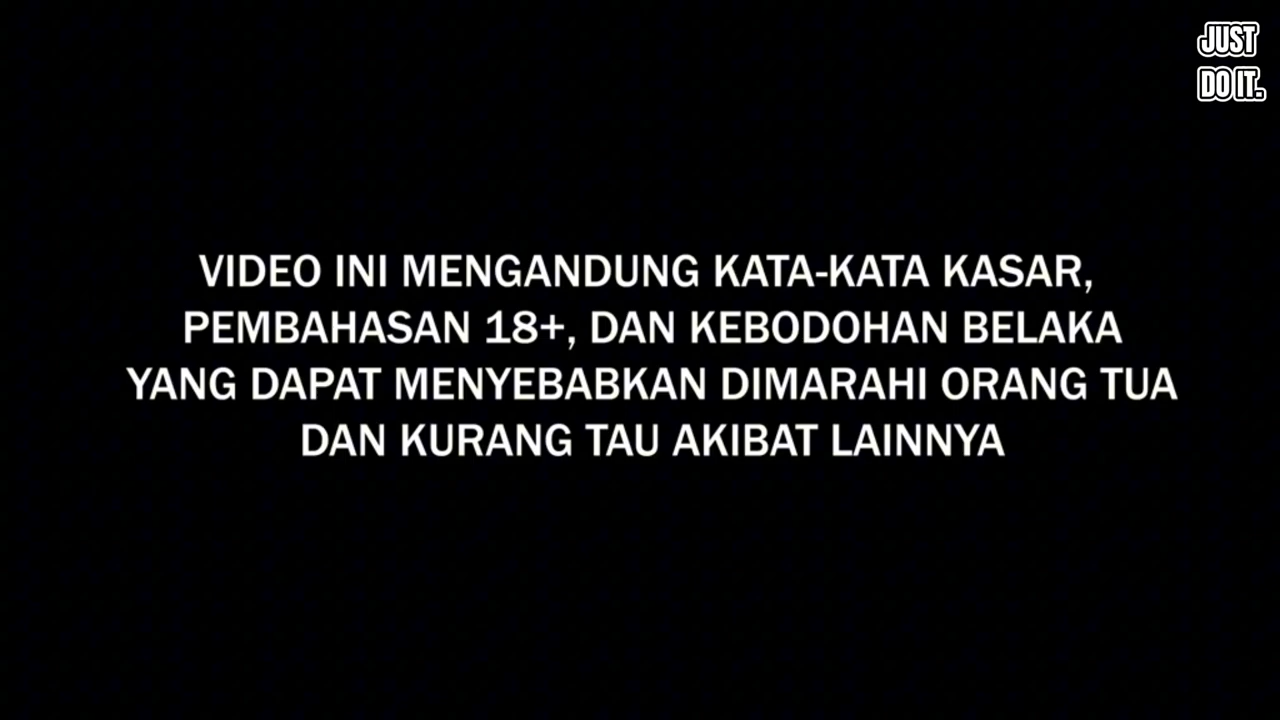 JUST
DO IT.
VIDEO INI MENGANDUNG KATA-KATA KASAR,
PEMBAHASAN 18+, DAN KEBODOHAN BELAKA
YANG DAPAT MENYEBABKAN DIMARAHI ORANG TUA
DAN KURANG TAU AKIBAT LAINNYA